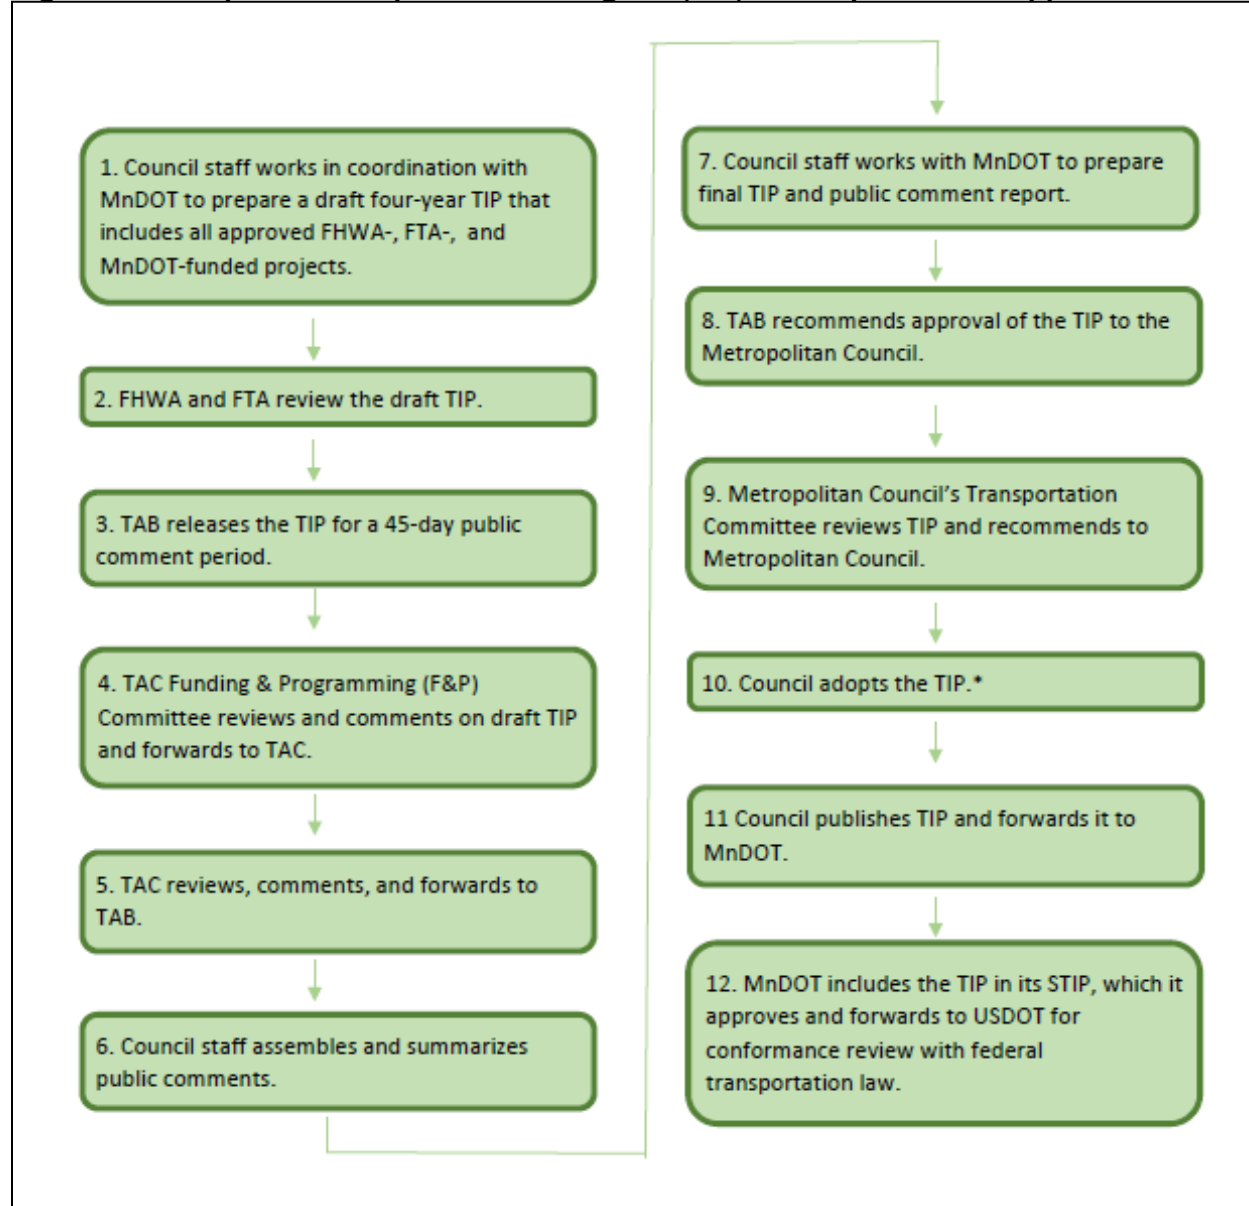 1. Council staff works in coordination with
MnDOT to prepare a draft four-year TIP that
includes all approved FHWA-, FTA-, and
MnDOT-funded projects.
2. FHWA and FTA review the draft TIP.
3. TAB releases the TIP for a 45-day public
comment period.
4. TAC Funding & Programming (F&P)
Committee reviews and comments on draft TIP
and forwards to TAC.
5. TAC reviews, comments, and forwards to
TAB.
6. Council staff assembles and summarizes
public comments.
7. Council staff works with MnDOT to prepare
final TIP and public comment report.
8. TAB recommends approval of the TIP to the
Metropolitan Council.
9. Metropolitan Council’s Transportation
Committee reviews TIP and recommends to
Metropolitan Council.
10. Council adopts the TIP.*
11 Council publishes TIP and forwards it to
MnDOT.
12. MnDOT includes the TIP in its STIP, which it
approves and forwards to USDOT for
conformance review with federal
transportation law.